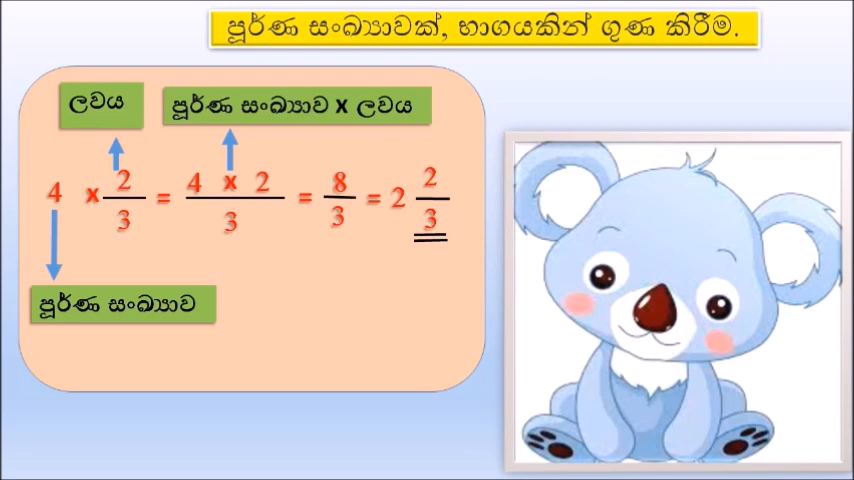 පූර්ණ සංඛ්‍යාවක්, භාගයකින් ගුණ කිරීම.
ලවය
පූර්ණ සංඛ්‍යාව x ලවය
4 x 2/3 = 4 x 2/3 = 8/3 = 2 2/3
පූර්ණ සංඛ්‍යාව